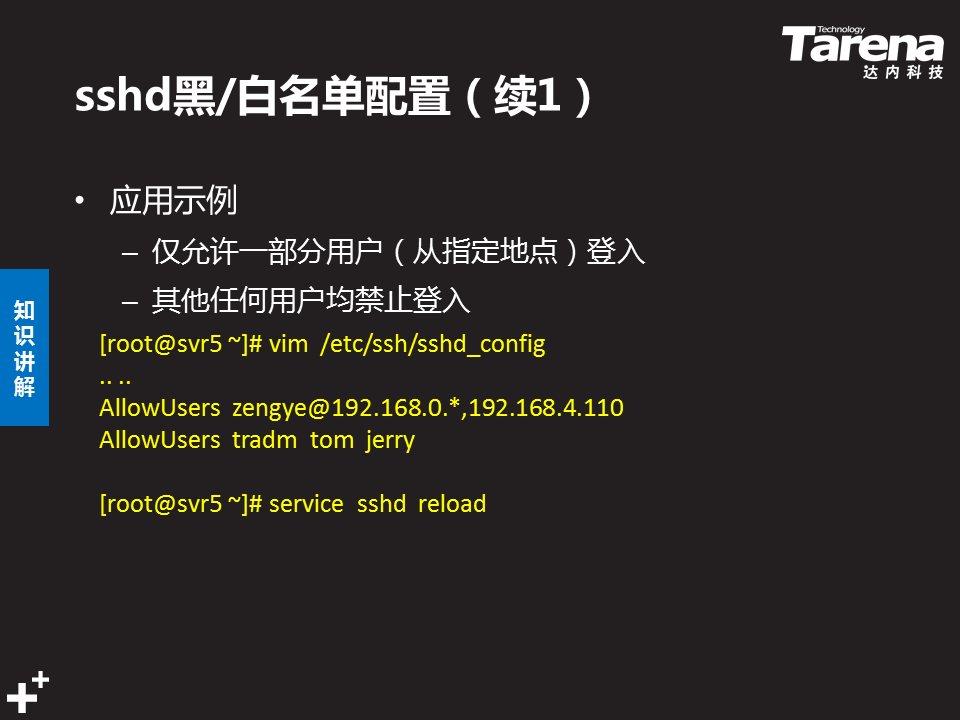 Technology
Tarena
达内科技
sshd黑/白名单配置（续1）
• 应用示例
– 仅允许一部分用户（从指定地点）登入
– 其他任何用户均禁止登入
知识讲解
[root@svr5 ~]# vim /etc/ssh/sshd_config
.. ..
AllowUsers zengye@192.168.0.*,192.168.4.110
AllowUsers tradm tom jerry
[root@svr5 ~]# service sshd reload